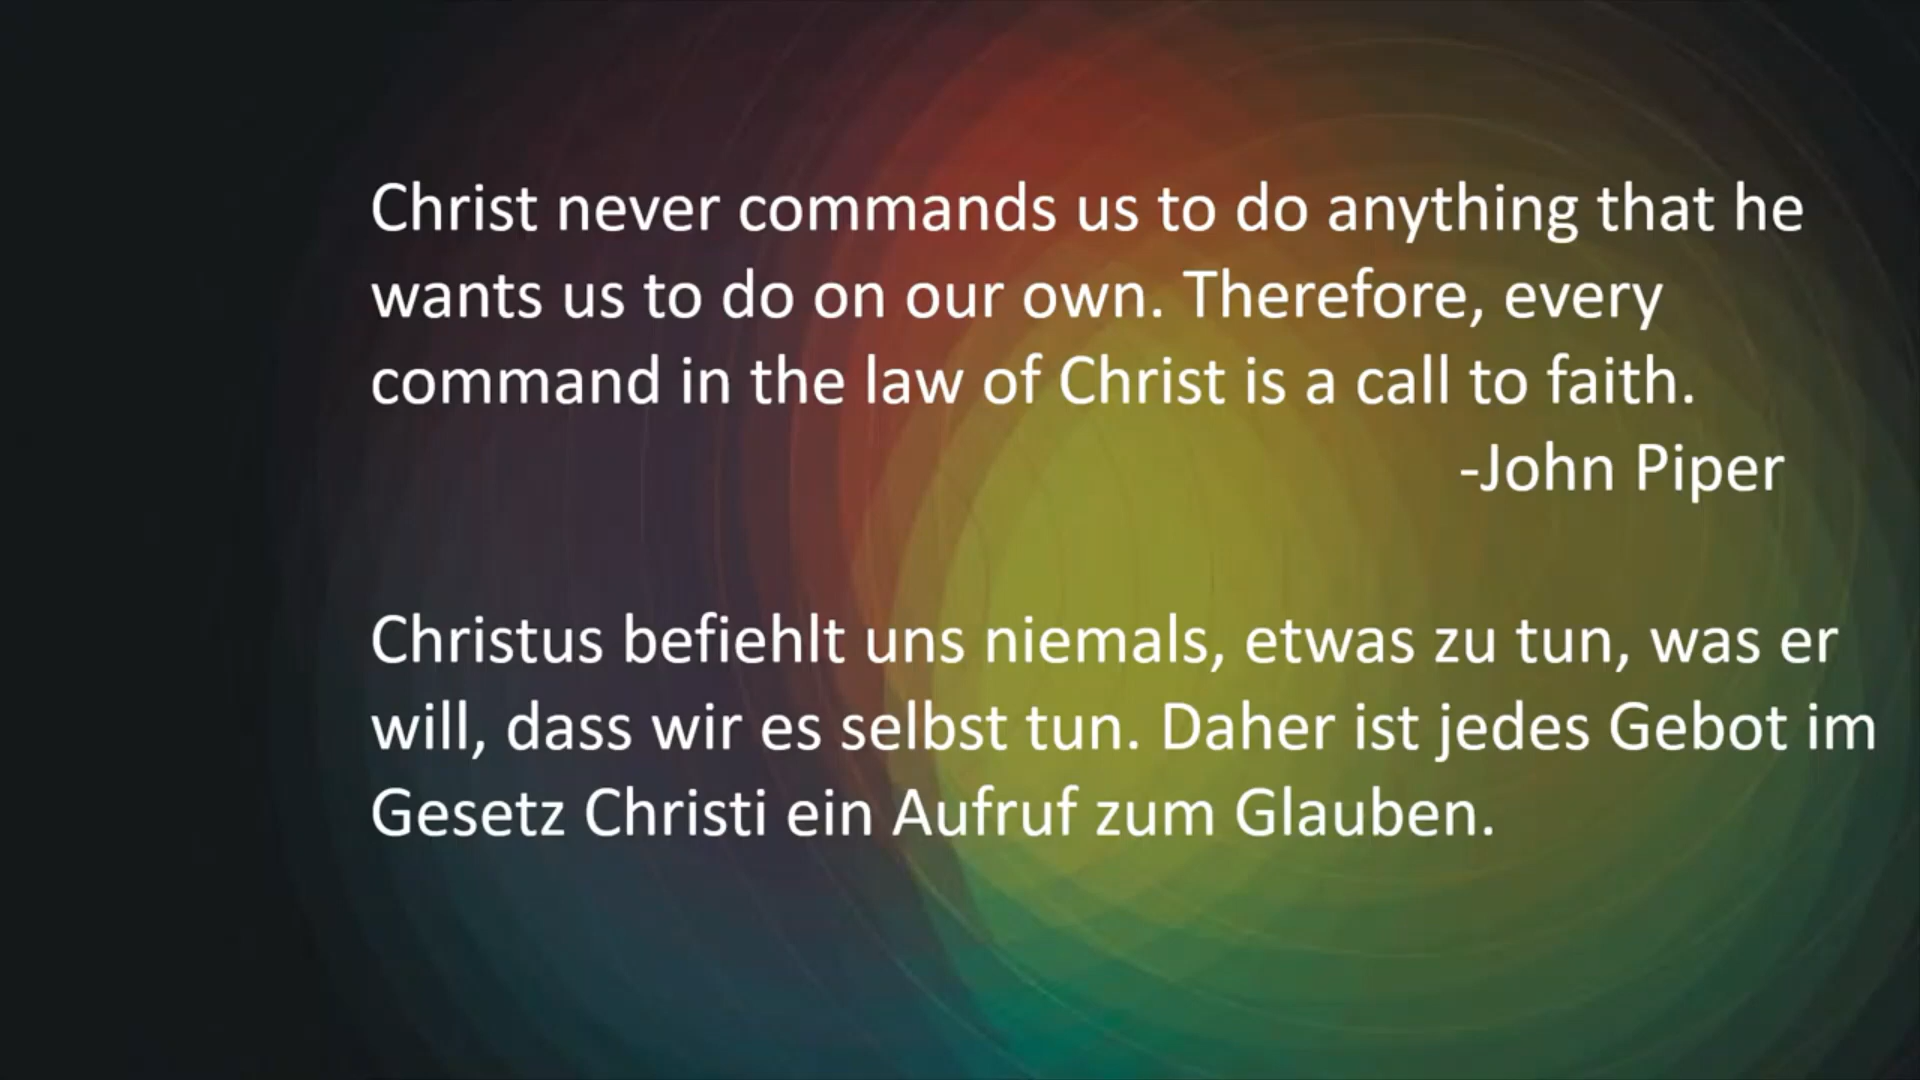 Christ never commands us to do anything that he
wants us to do on our own. Therefore, every
command in the law of Christ is a call to faith.
-John Piper
Christus befiehlt uns niemals, etwas zu tun, was er
will, dass wir es selbst tun. Daher ist jedes Gebot im
Gesetz Christi ein Aufruf zum Glauben.